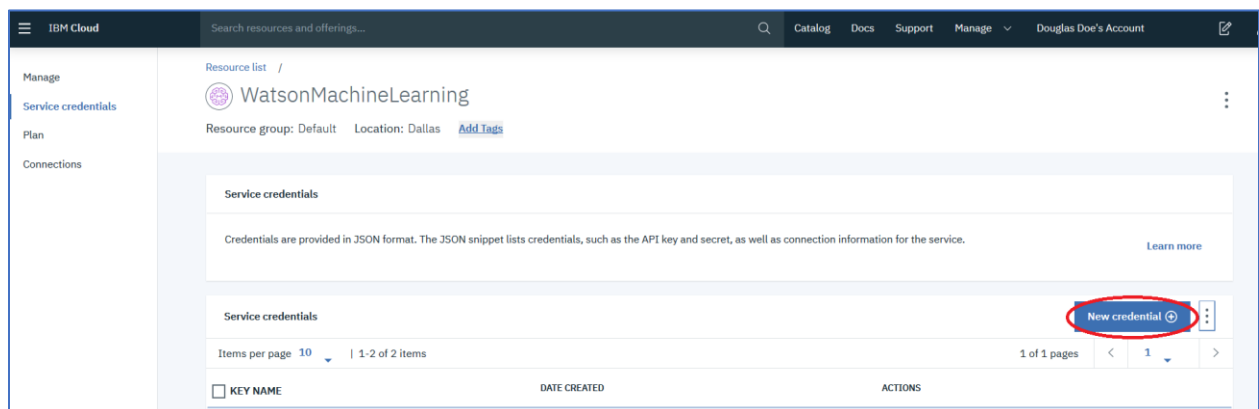 IBM Cloud Search resources and offerings... Catalog Docs Support Manage Douglas Doe's Account
Manage
Service credentials
Plan
Connections
Resource list /
WatsonMachineLearning
Resource group: Default Location: Dallas Add Tags
Service credentials
Credentials are provided in JSON format. The JSON snippet lists credentials, such as the API key and secret, as well as connection information for the service.
Learn more
Service credentials New credential
Items per page 10 | 1-2 of 2 items 1 of 1 pages < 1 >
KEY NAME DATE CREATED ACTIONS